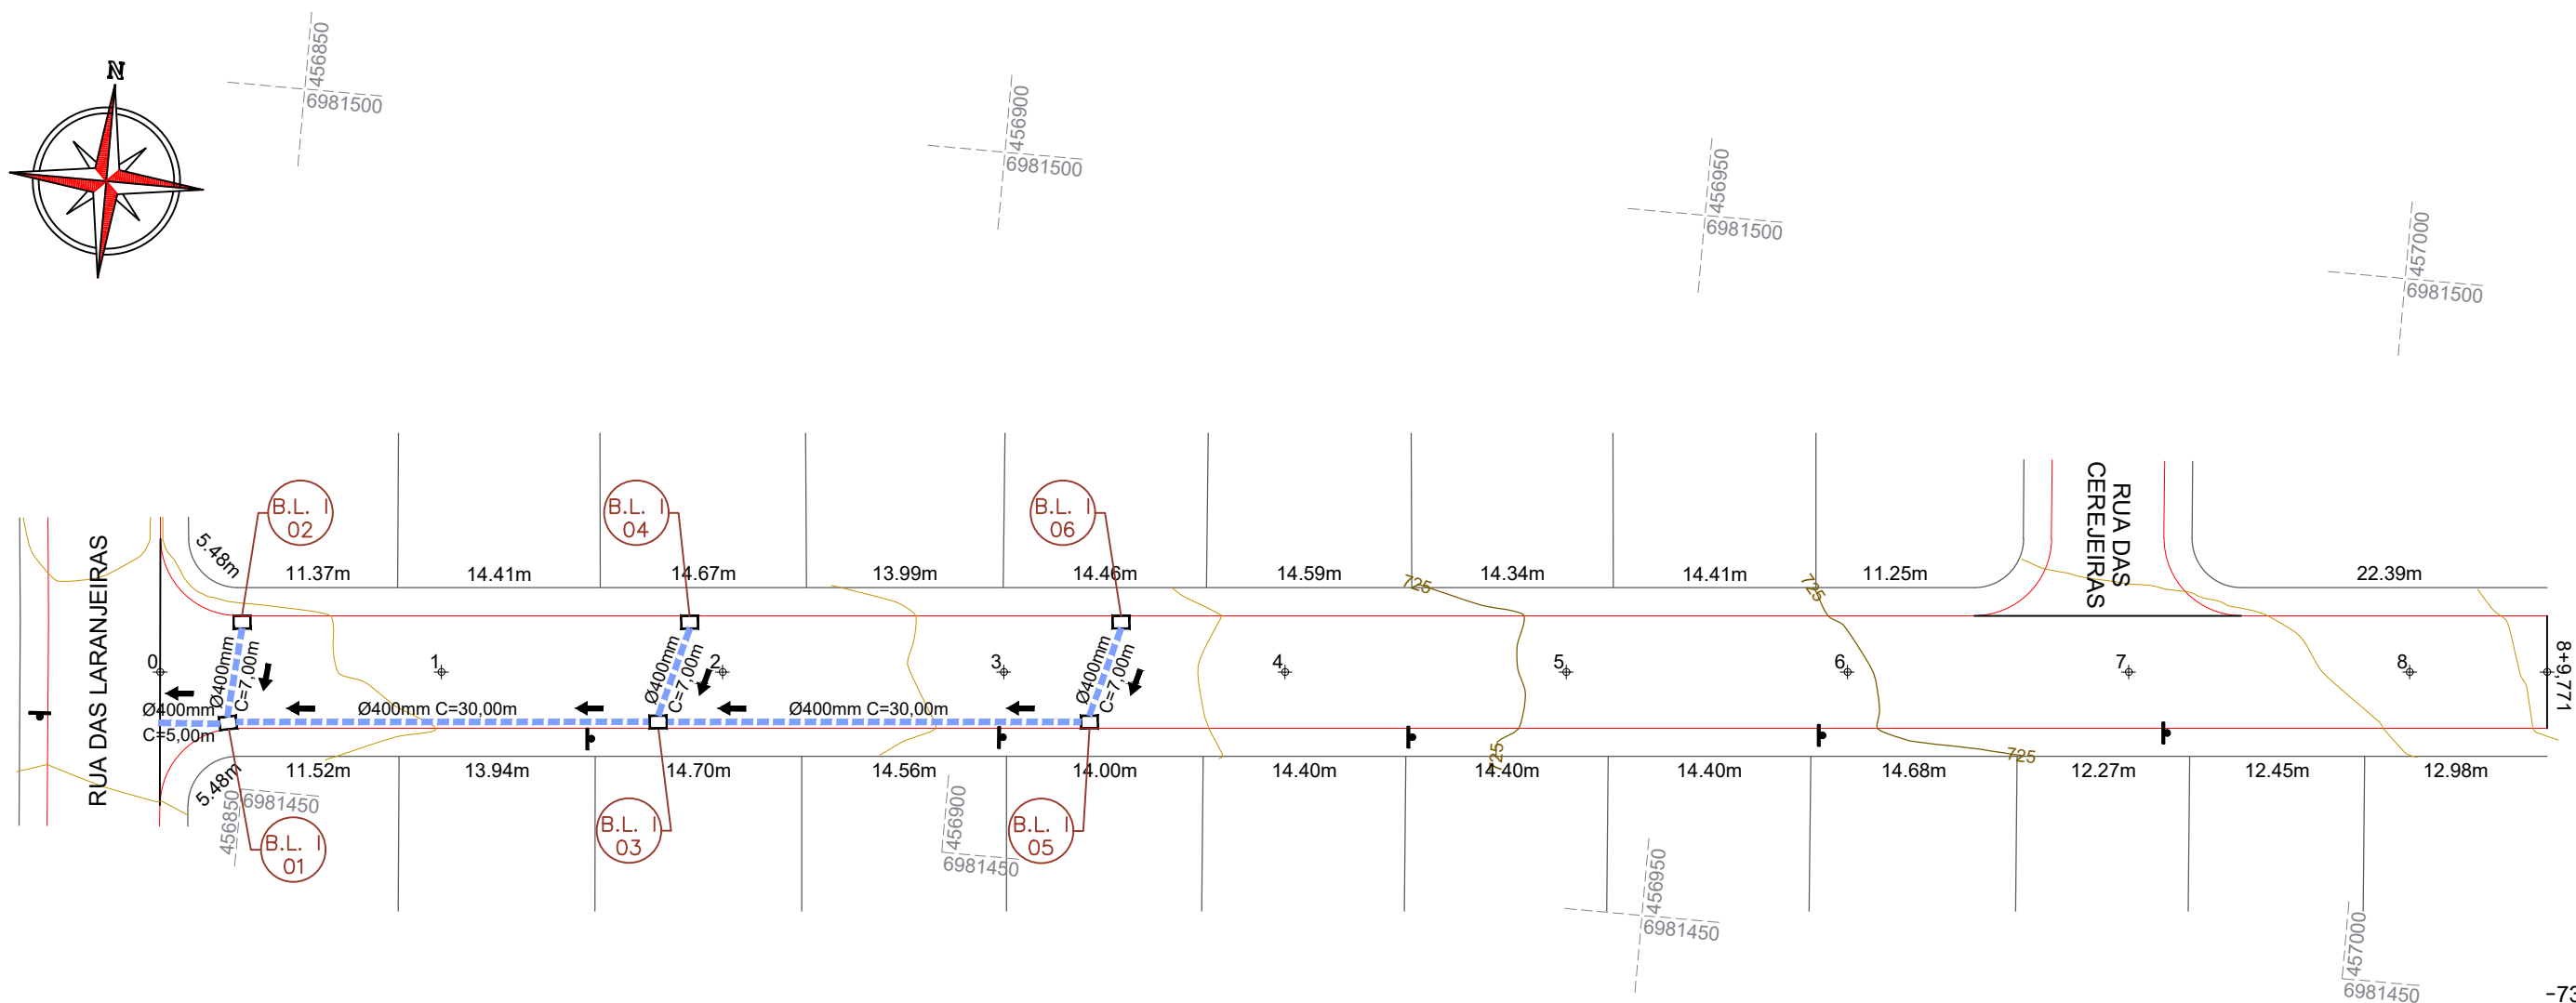 N
456850
6981500
456900
6981500
456950
6981500
457000
6981500
B.L. I
02
B.L. I
04
B.L. I
06
RUA DAS
CEREJEIRAS
RUA DAS LARANJEIRAS
5.48m
11.37m
14.41m
14.67m
13.99m
14.46m
14.59m
725
14.34m
14.41m
725
11.25m
22.39m
0
1
2
3
4
5
6
7
8
8+9,771
Ø400mm
C=7,00m
Ø400mm
C=7,00m
Ø400mm
C=7,00m
Ø400mm
C=5,00m
Ø400mm C=30,00m
Ø400mm C=30,00m
725
725
5.48m
11.52m
13.94m
14.70m
14.56m
14.00m
14.40m
14.40m
14.40m
14.68m
12.27m
12.45m
12.98m
456850
6981450
456900
6981450
456950
6981450
457000
6981450
B.L. I
01
B.L. I
03
B.L. I
05